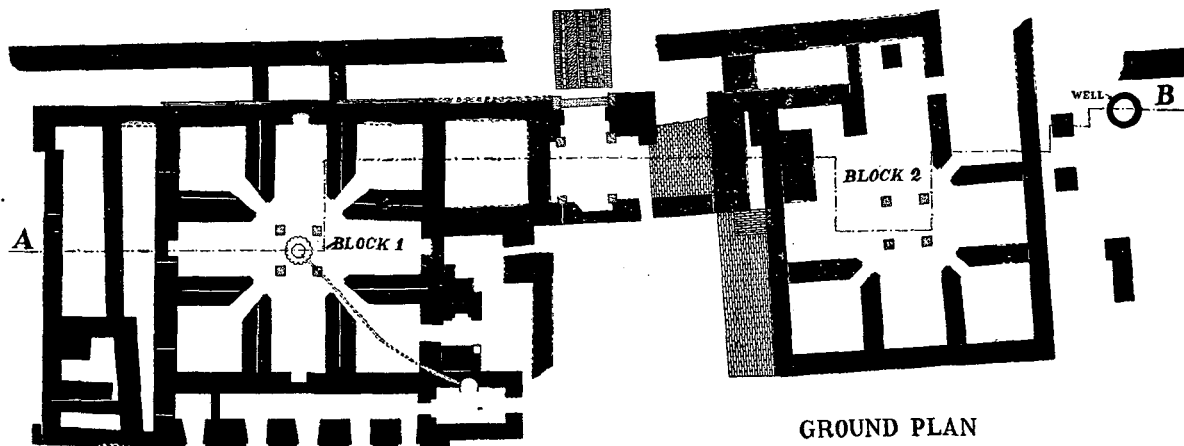 WELL
B
BLOCK 2
A
BLOCK 1
GROUND PLAN